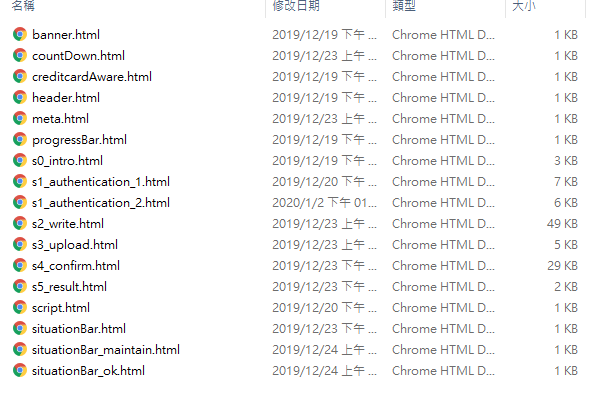 名稱 修改日期 類型 大小
banner.html 2019/12/19 下午 ... Chrome HTML D... 1 KB
countDown.html 2019/12/23 上午 ... Chrome HTML D... 1 KB
creditcardAware.html 2019/12/19 下午 ... Chrome HTML D... 1 KB
header.html 2019/12/19 下午 ... Chrome HTML D... 1 KB
meta.html 2019/12/23 上午 ... Chrome HTML D... 1 KB
progressBar.html 2019/12/19 下午 ... Chrome HTML D... 1 KB
s0_intro.html 2019/12/19 下午 ... Chrome HTML D... 3 KB
s1_authentication_1.html 2019/12/20 下午 ... Chrome HTML D... 7 KB
s1_authentication_2.html 2020/1/2 下午 01... Chrome HTML D... 6 KB
s2_write.html 2019/12/23 上午 ... Chrome HTML D... 49 KB
s3_upload.html 2019/12/23 上午 ... Chrome HTML D... 5 KB
s4_confirm.html 2019/12/23 下午 ... Chrome HTML D... 29 KB
s5_result.html 2019/12/23 下午 ... Chrome HTML D... 2 KB
script.html 2019/12/20 下午 ... Chrome HTML D... 1 KB
situationBar.html 2019/12/23 下午 ... Chrome HTML D... 1 KB
situationBar_maintain.html 2019/12/24 上午 ... Chrome HTML D... 1 KB
situationBar_ok.html 2019/12/24 上午 ... Chrome HTML D... 1 KB